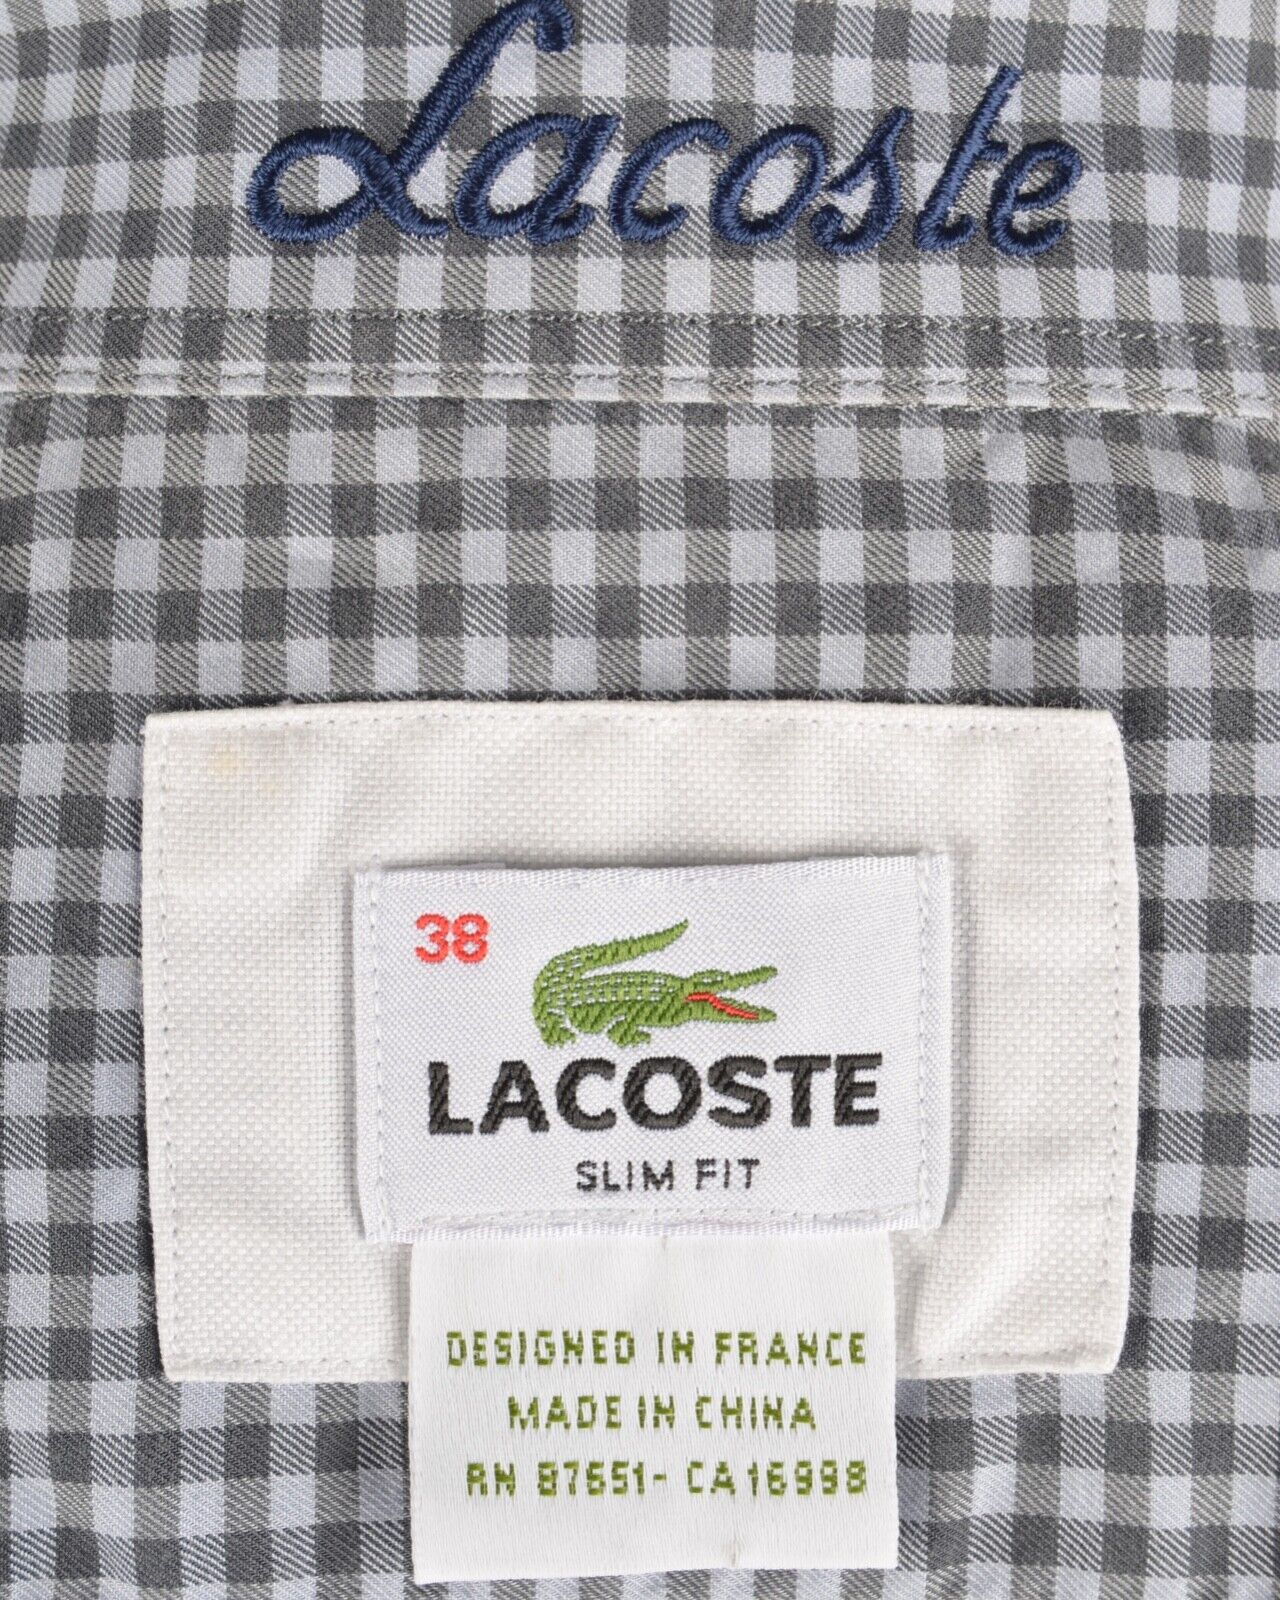 Lacoste
38
LACOSTE
SLIM FIT
DESIGNED IN FRANCE
MADE IN CHINA
RN 87651- CA16998